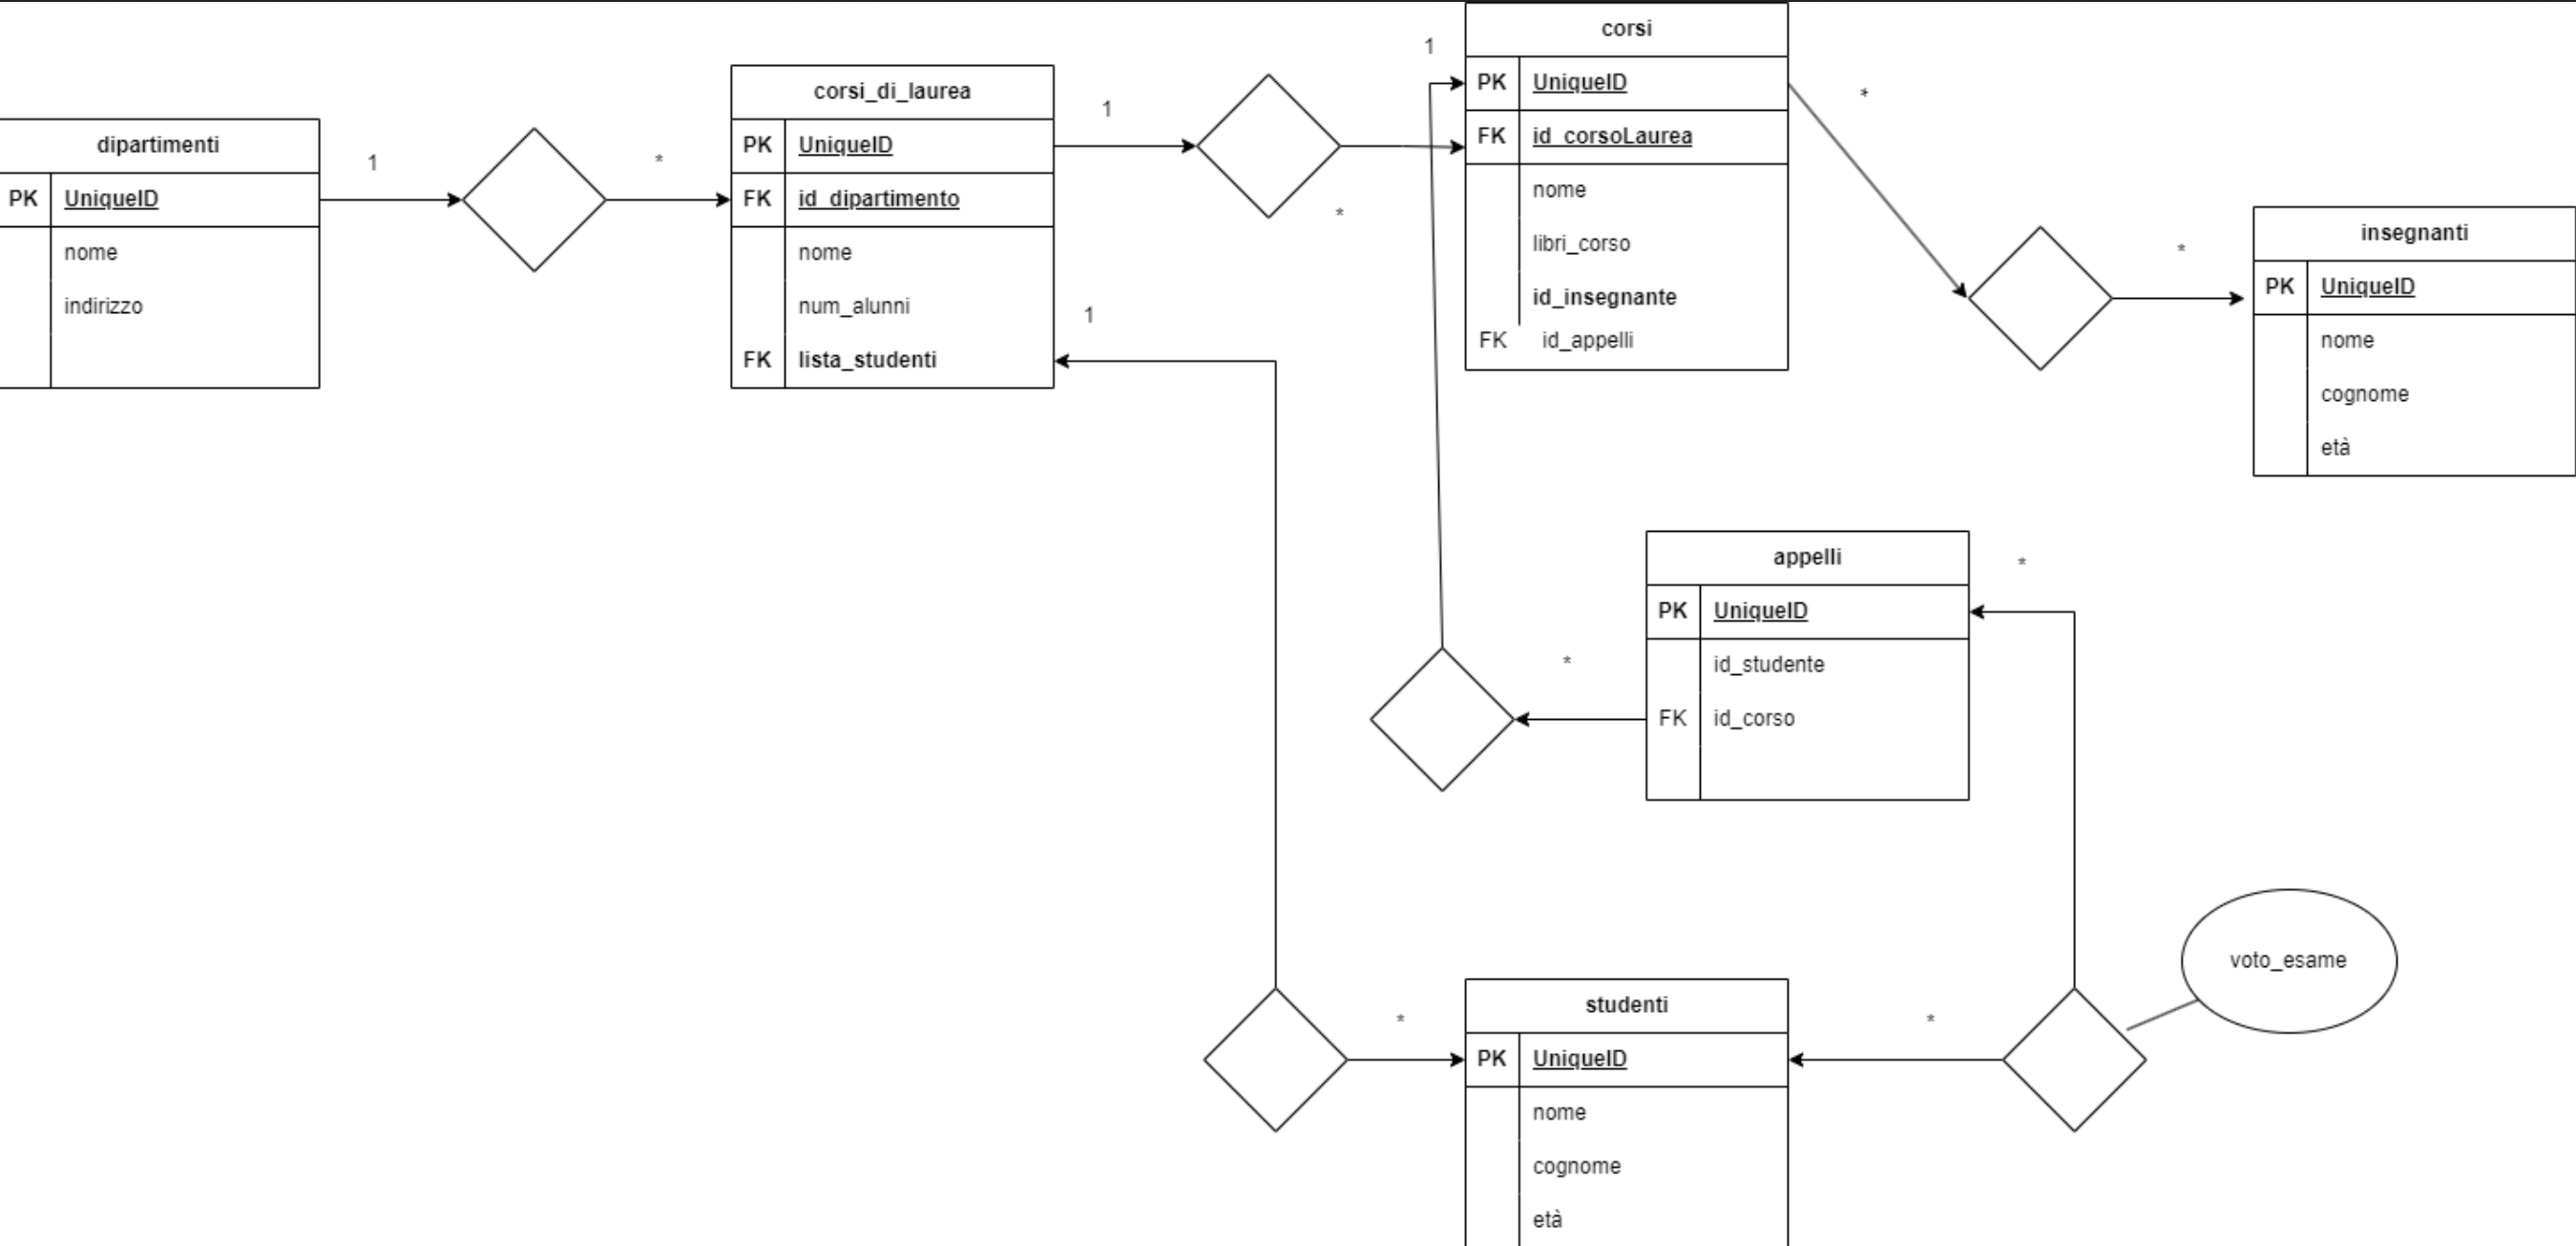 dipartimenti
PK UniqueID
nome
indirizzo
1
*
corsi_di_laurea
PK UniqueID
FK id_dipartimento
nome
num_alunni
FK lista_studenti
1
*
1
1
corsi
PK UniqueID
FK id_corsoLaurea
nome
libri_corso
id_insegnante
FK id_appelli
*
*
insegnanti
PK UniqueID
nome
cognome
età
appelli
PK UniqueID
id_studente
FK id_corso
*
*
studenti
PK UniqueID
nome
cognome
età
*
*
voto_esame